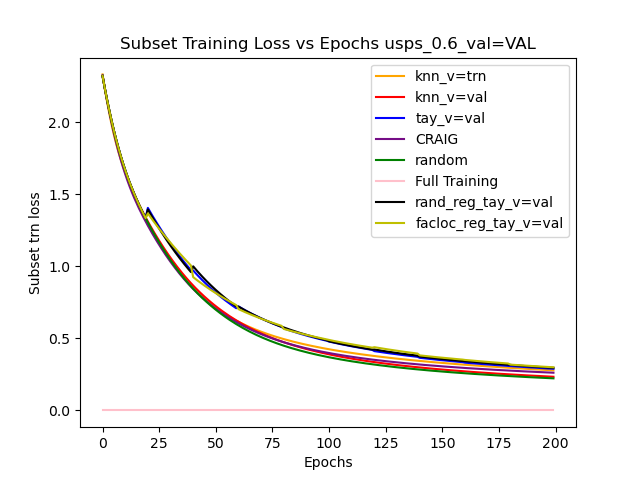 Subset Training Loss vs Epochs usps_0.6_val=VAL
knn_v=trn
knn_v=val
tay_v=val
CRAIG
random
Full Training
rand_reg_tay_v=val
facloc_reg_tay_v=val
Subset trn loss
2.0
1.5
1.0
0.5
0.0
0 25 50 75 100 125 150 175 200
Epochs